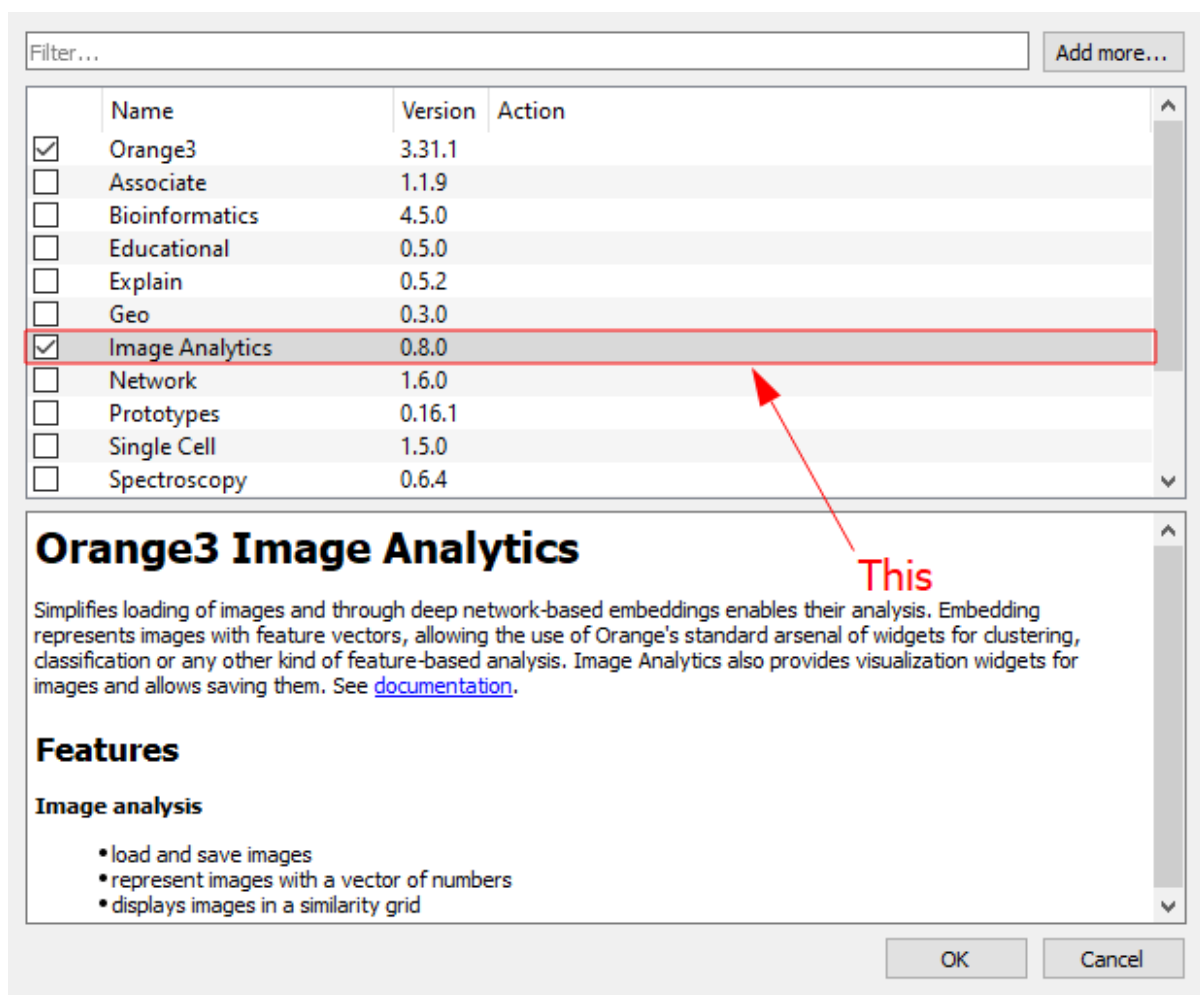 Filter... Add more...
Name Version Action
Orange3 3.31.1
Associate 1.1.9
Bioinformatics 4.5.0
Educational 0.5.0
Explain 0.5.2
Geo 0.3.0
Image Analytics 0.8.0
Network 1.6.0
Prototypes 0.16.1
Single Cell 1.5.0
Spectroscopy 0.6.4
Orange3 Image Analytics
This
Simplifies loading of images and through deep network-based embeddings enables their analysis. Embedding
represents images with feature vectors, allowing the use of Orange's standard arsenal of widgets for clustering,
classification or any other kind of feature-based analysis. Image Analytics also provides visualization widgets for
images and allows saving them. See documentation.
Features
Image analysis
• load and save images
• represent images with a vector of numbers
• displays images in a similarity grid
OK Cancel